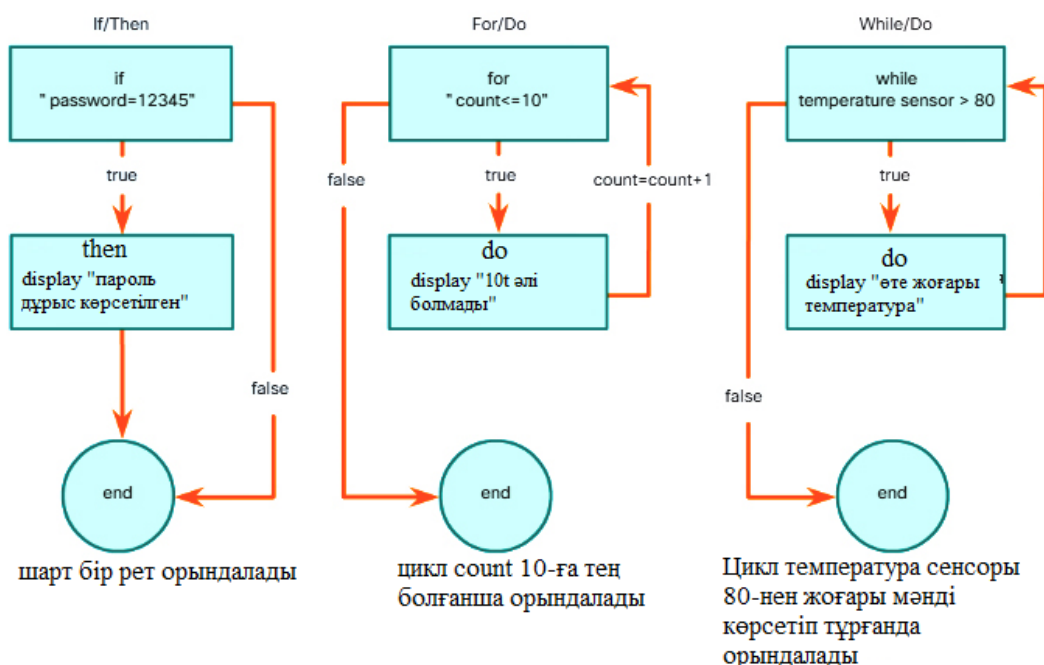 If/Then
if
" password=12345"
true
then
display "пароль
дұрыс көрсетілген"
false
end
шарт бір рет орындалады
For/Do
for
" count<=10"
false
true
count=count+1
do
display "10t әлі
болмады"
end
цикл count 10-ға тең
болғанша орындалады
While/Do
while
temperature sensor > 80
true
do
display "өте жоғары
температура"
false
end
Цикл температура сенсоры
80-нен жоғары мәнді
көрсетіп тұрғанда
орындалады